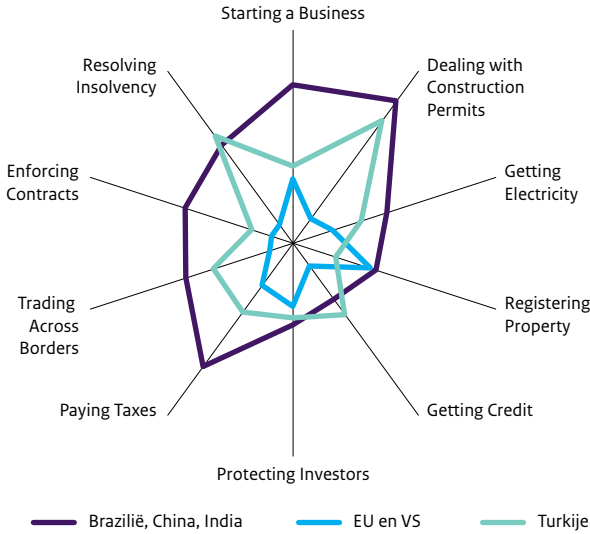 Starting a Business
Resolving
Insolvency
Dealing with
Construction
Permits
Enforcing
Contracts
Getting
Electricity
Trading
Across
Borders
Registering
Property
Paying Taxes
Getting Credit
Protecting Investors
Brazilië, China, India
EU en VS
Turkije